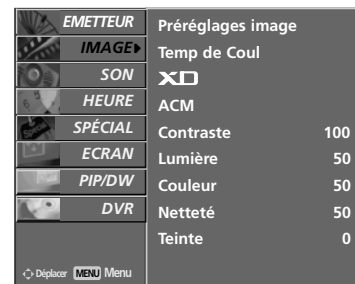 EMETTEUR
IMAGE
SON
HEURE
SPÉCIAL
ECRAN
PIP/DW
DVR
Déplacer MENU Menu
Préréglages image
Temp de Coul
XD
ACM
Contraste 100
Lumière 50
Couleur 50
Netteté 50
Teinte 0